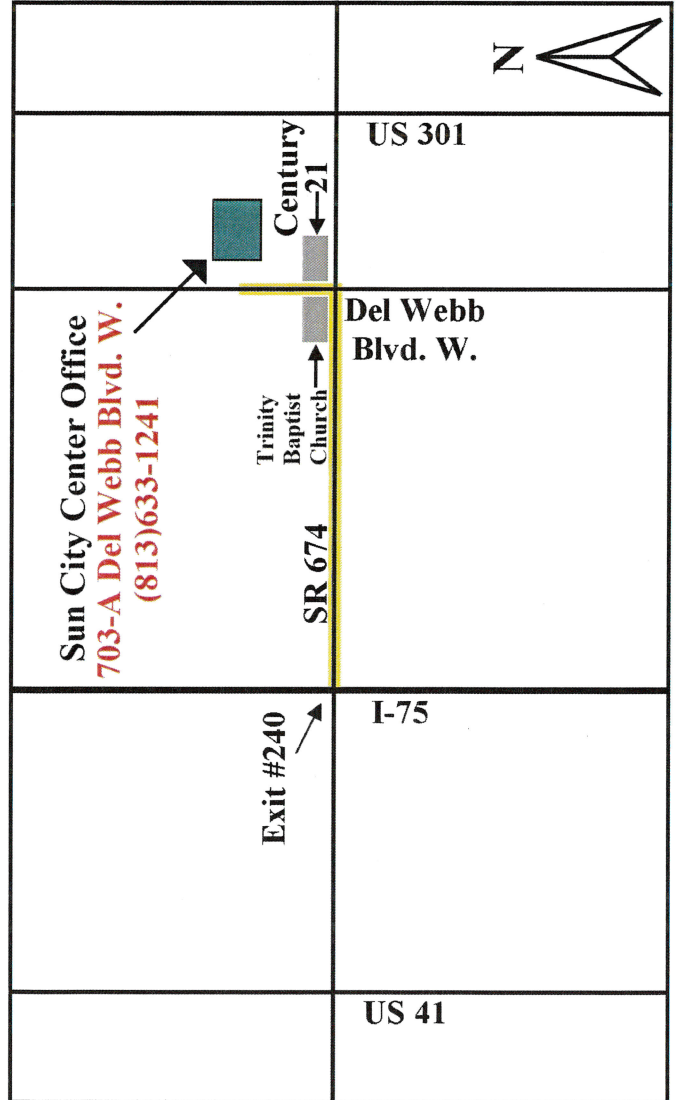 N
US 301
Century
21
Del Webb
Blvd. W.
Sun City Center Office
703-A Del Webb Blvd. W.
(813)633-1241
Trinity
Baptist
Church
SR 674
Exit #240
I-75
US 41